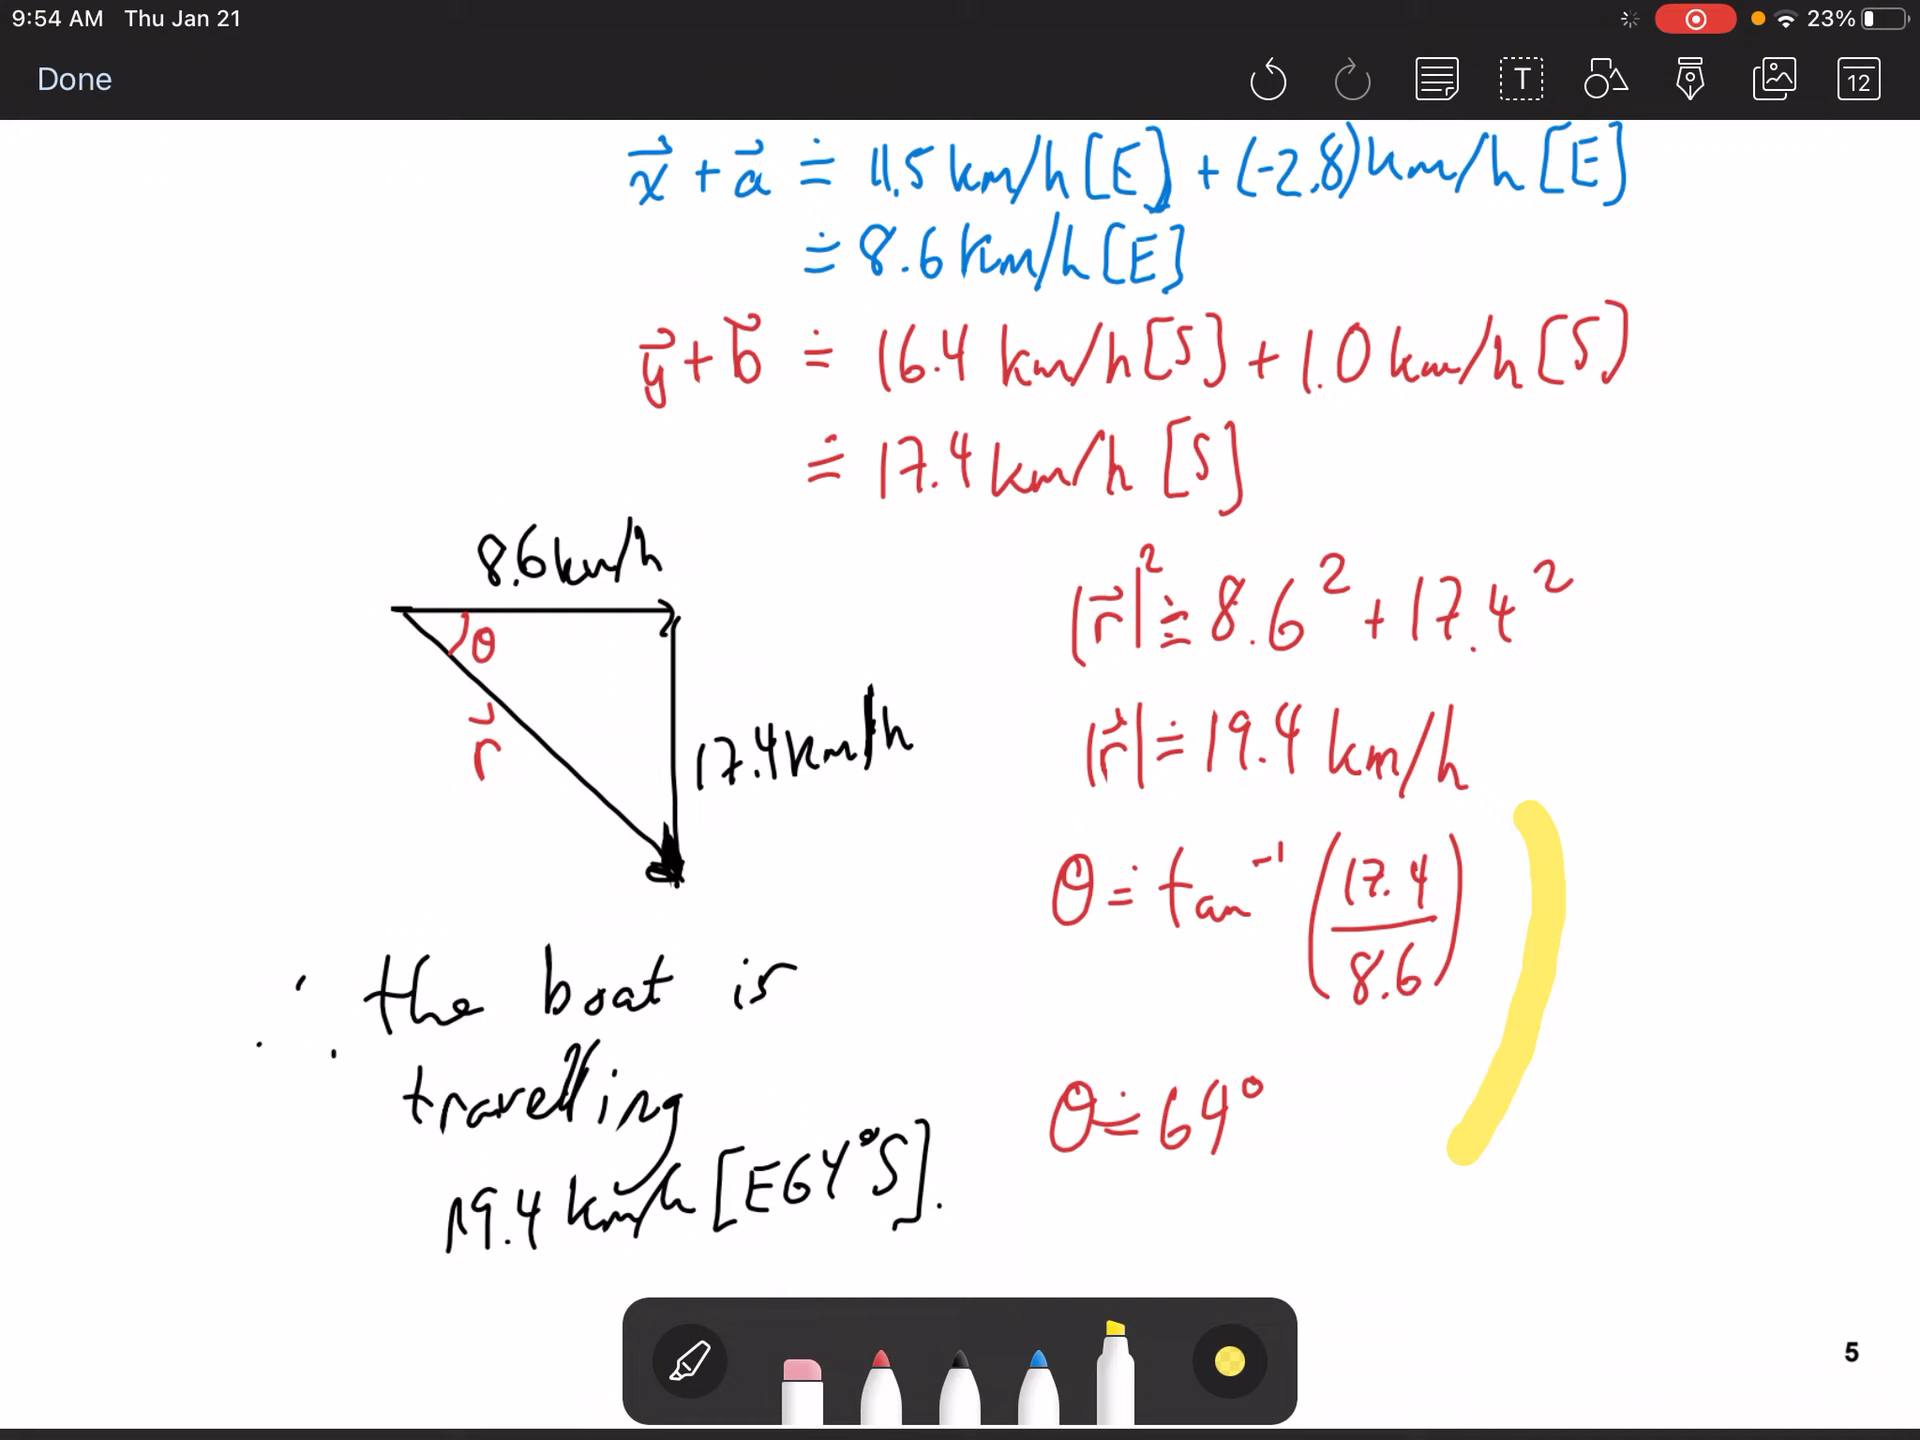 9:54 AM Thu Jan 21
23%
Done
T
12
x⃗ + a⃗ ≐ 11.5 km/h [E] + (-2.8) km/h [E]
≐ 8.6 km/h [E]
y⃗ + b⃗ ≐ 16.4 km/h [S] + 1.0 km/h [S]
≐ 17.4 km/h [S]
8.6 km/h
θ
r⃗
17.4 km/h
|r⃗|² ≐ 8.6² + 17.4²
|r⃗| ≐ 19.4 km/h
θ ≐ tan⁻¹ (17.4/8.6)
θ ≐ 64°
∴ the boat is
travelling
19.4 km/h [E64°S].
5